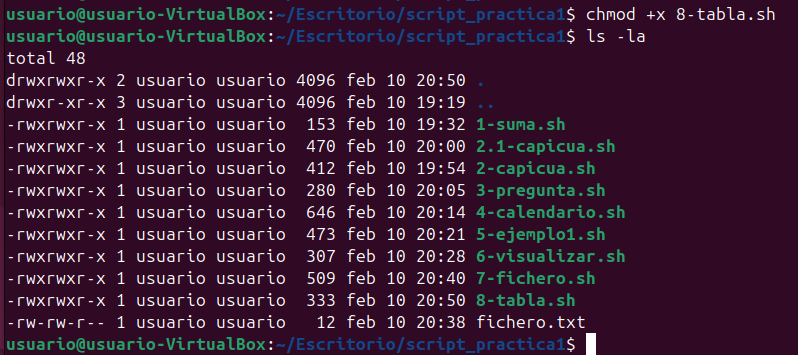 usuario@usuario-VirtualBox:~/Escritorio/script_practica1$ chmod +x 8-tabla.sh
usuario@usuario-VirtualBox:~/Escritorio/script_practica1$ ls -la
total 48
drwxrwxr-x 2 usuario usuario 4096 feb 10 20:50 .
drwxr-xr-x 3 usuario usuario 4096 feb 10 19:19 ..
-rwxrwxr-x 1 usuario usuario  153 feb 10 19:32 1-suma.sh
-rwxrwxr-x 1 usuario usuario  470 feb 10 20:00 2.1-capicua.sh
-rwxrwxr-x 1 usuario usuario  412 feb 10 19:54 2-capicua.sh
-rwxrwxr-x 1 usuario usuario  280 feb 10 20:05 3-pregunta.sh
-rwxrwxr-x 1 usuario usuario  646 feb 10 20:14 4-calendario.sh
-rwxrwxr-x 1 usuario usuario  473 feb 10 20:21 5-ejemplo1.sh
-rwxrwxr-x 1 usuario usuario  307 feb 10 20:28 6-visualizar.sh
-rwxrwxr-x 1 usuario usuario  509 feb 10 20:40 7-fichero.sh
-rwxrwxr-x 1 usuario usuario  333 feb 10 20:50 8-tabla.sh
-rw-rw-r-- 1 usuario usuario   12 feb 10 20:38 fichero.txt
usuario@usuario-VirtualBox:~/Escritorio/script_practica1$